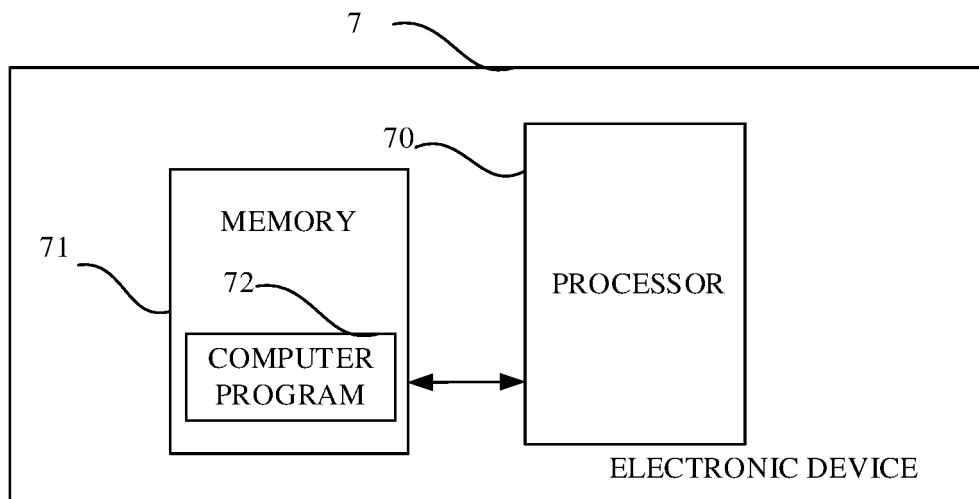 7
70
MEMORY
71
72
PROCESSOR
COMPUTER
PROGRAM
ELECTRONIC DEVICE